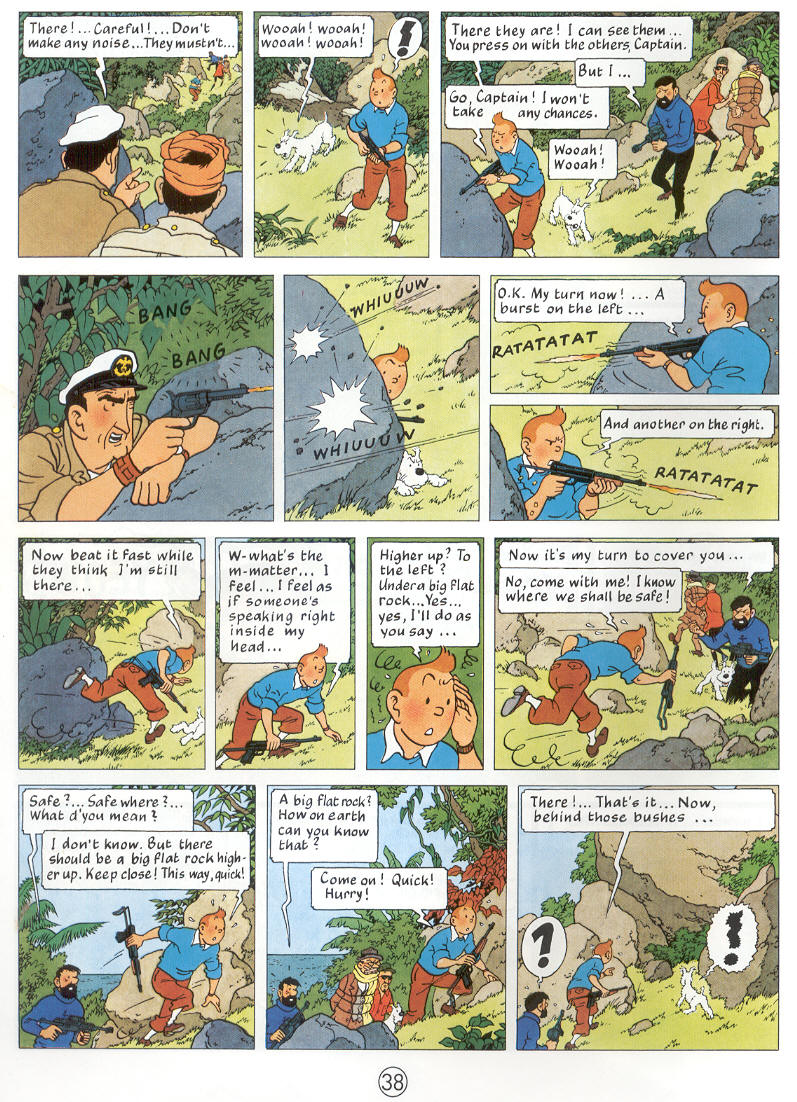 There!...Careful!...Don't
make any noise...They mustn't...
Wooah! wooah!
wooah! wooah!
!
There they are! I can see them...
You press on with the others, Captain.
But I...
Go, Captain! I won't
take any chances.
Wooah!
Wooah!
BANG
BANG
WHIUUUW
WHIUUUW
O.K. My turn now!... A
burst on the left...
RATATATAT
And another on the right.
RATATATAT
Now beat it fast while
they think I'm still
there...
W-what's the
m-matter... I
feel... I feel as
if someone's
speaking right
inside my
head...
Higher up? To
the left?
Under a big flat
rock...Yes...
yes, I'll do as
you say...
Now it's my turn to cover you...
No, come with me! I know
where we shall be safe!
Safe?... Safe where?...
What d'you mean?
I don't know. But there
should be a big flat rock high-
er up. Keep close! This way, quick!
A big flat rock?
How on earth
can you know
that?
Come on! Quick!
Hurry!
There!... That's it... Now,
behind those bushes...
?
!
38